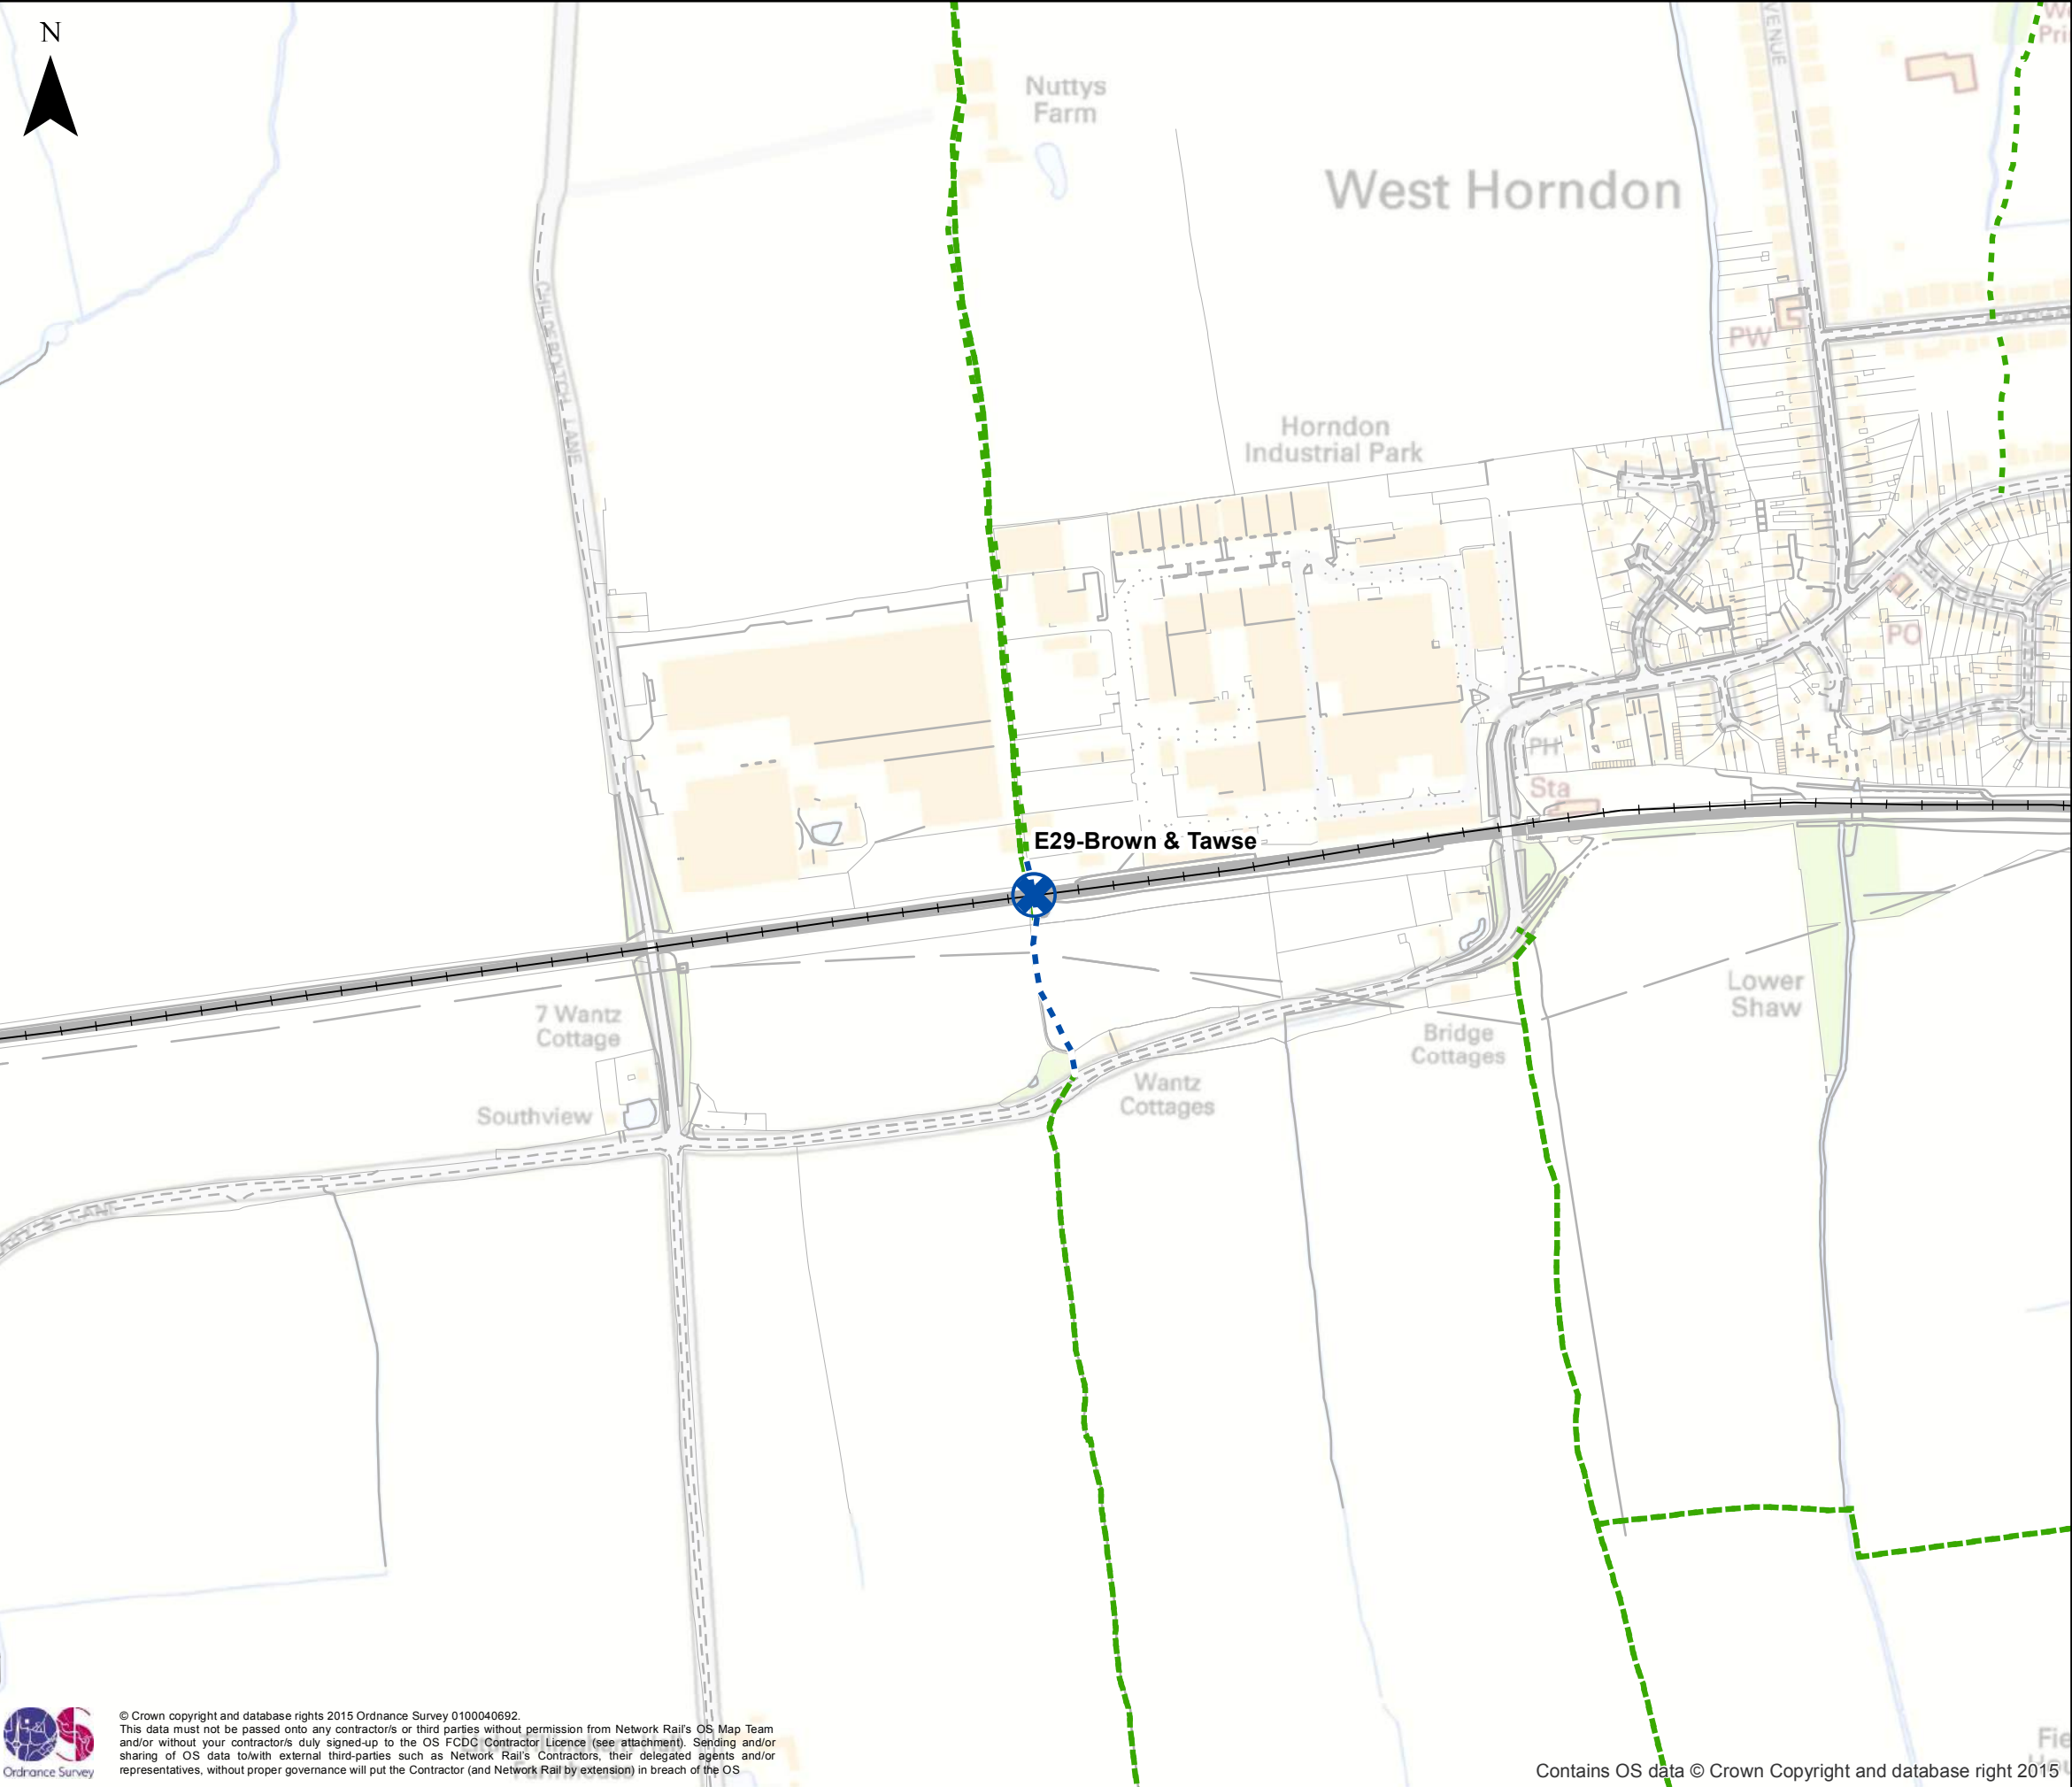 N
Nuttys
Farm
West Horndon
VENUE
CHILDERDITCH LANE
Horndon
Industrial Park
PW
PO
PH
Sta
E29-Brown & Tawse
7 Wantz
Cottage
Lower
Shaw
Bridge
Cottages
Wantz
Cottages
Southview
LANE
© Crown copyright and database rights 2015 Ordnance Survey 0100040692.
This data must not be passed onto any contractor/s or third parties without permission from Network Rail's OS Map Team
and/or without your contractor/s duly signed-up to the OS FCDC Contractor Licence (see attachment). Sending and/or
sharing of OS data to/with external third-parties such as Network Rail's Contractors, their delegated agents and/or
representatives, without proper governance will put the Contractor (and Network Rail by extension) in breach of the OS
Ordnance Survey
Fie
Contains OS data © Crown Copyright and database right 2015